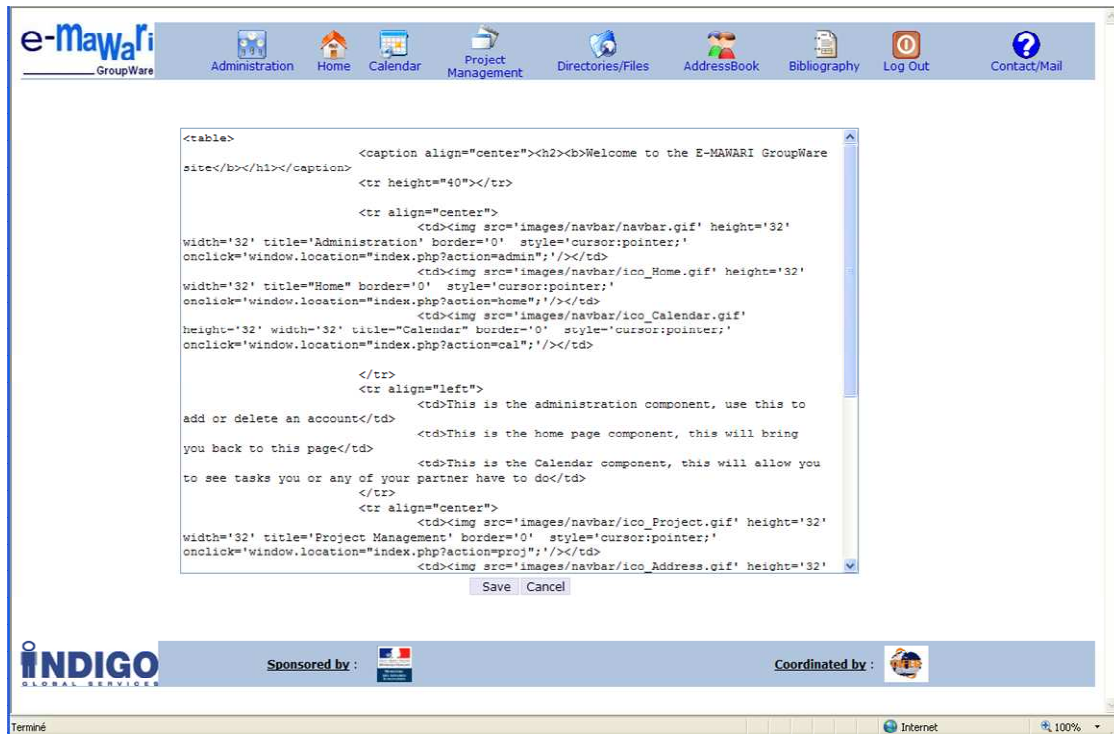 e-Mawari
GroupWare
Administration
Home
Calendar
Project
Management
Directories/Files
AddressBook
Bibliography
Log Out
Contact/Mail
<table>
<caption align="center"><h2><b>Welcome to the E-MAWARI GroupWare
site</b></h1></caption>
<tr height="40"></tr>
<tr align="center">
<td><img src='images/navbar/navbar.gif' height='32'
width='32' title='Administration' border='0' style='cursor:pointer;'
onclick='window.location="index.php?action=admin";'/></td>
<td><img src='images/navbar/ico_Home.gif' height='32'
width='32' title="Home" border='0' style='cursor:pointer;'
onclick='window.location="index.php?action=home";'/></td>
<td><img src='images/navbar/ico_Calendar.gif'
height='32' width='32' title="Calendar" border='0' style='cursor:pointer;'
onclick='window.location="index.php?action=cal";'/></td>
</tr>
<tr align="left">
<td>This is the administration component, use this to
add or delete an account</td>
<td>This is the home page component, this will bring
you back to this page</td>
<td>This is the Calendar component, this will allow you
to see tasks you or any of your partner have to do</td>
</tr>
<tr align="center">
<td><img src='images/navbar/ico_Project.gif' height='32'
width='32' title='Project Management' border='0' style='cursor:pointer;'
onclick='window.location="index.php?action=proj";'/></td>
<td><img src='images/navbar/ico_Address.gif' height='32'
Save Cancel
INDIGO
GLOBAL SERVICES
Sponsored by :
Coordinated by :
Terminé
Internet
100%